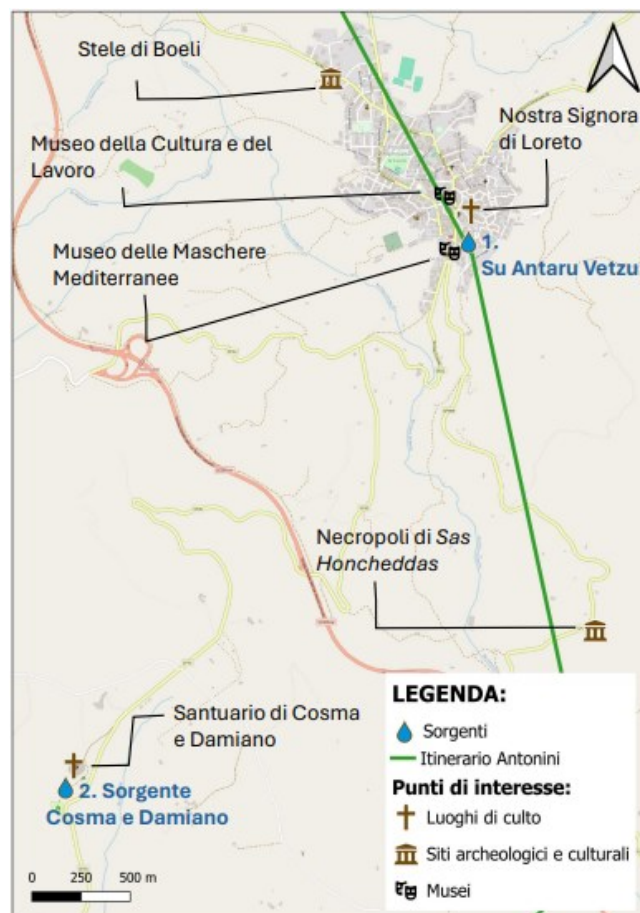 Stele di Boeli
Nostra Signora
di Loreto
Museo della Cultura e del
Lavoro
Museo delle Maschere
Mediterranee
1.
Su Antaru Vetzu
Necropoli di Sas
Honcheddas
Santuario di Cosma
e Damiano
2. Sorgente
Cosma e Damiano
LEGENDA:
Sorgenti
Itinerario Antonini
Punti di interesse:
Luoghi di culto
Siti archeologici e culturali
Musei
0 250 500 m